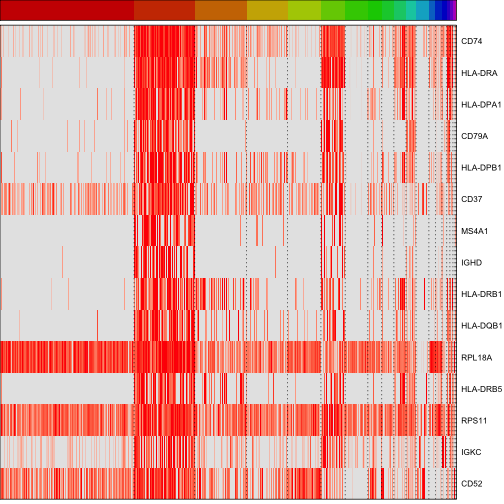 CD74
HLA-DRA
HLA-DPA1
CD79A
HLA-DPB1
CD37
MS4A1
IGHD
HLA-DRB1
HLA-DQB1
RPL18A
HLA-DRB5
RPS11
IGKC
CD52